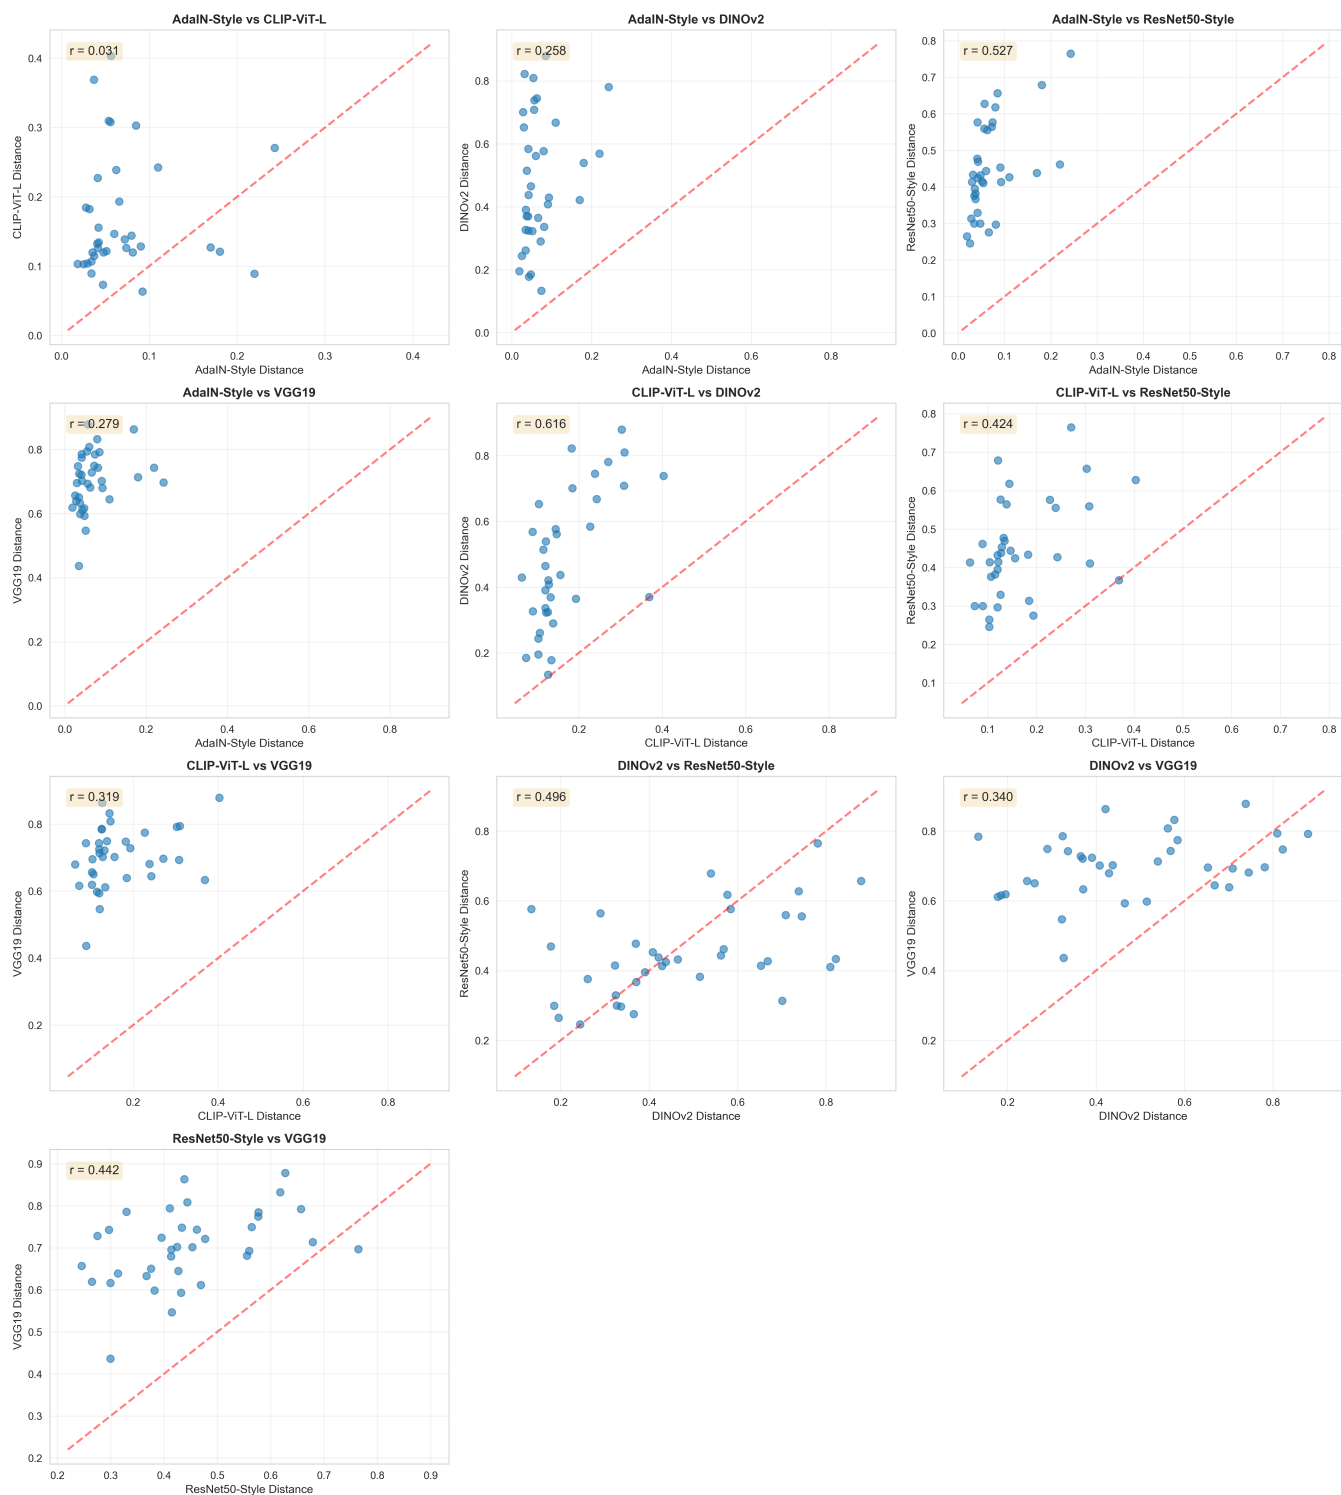 AdaIN-Style vs CLIP-ViT-L
r = 0.031
CLIP-ViT-L Distance
0.4
0.3
0.2
0.1
0.0
0.0 0.1 0.2 0.3 0.4
AdaIN-Style Distance
AdaIN-Style vs DINOv2
r = 0.258
DINOv2 Distance
0.8
0.6
0.4
0.2
0.0
0.0 0.2 0.4 0.6 0.8
AdaIN-Style Distance
AdaIN-Style vs ResNet50-Style
r = 0.527
ResNet50-Style Distance
0.8
0.7
0.6
0.5
0.4
0.3
0.2
0.1
0.0
0.0 0.1 0.2 0.3 0.4 0.5 0.6 0.7 0.8
AdaIN-Style Distance
AdaIN-Style vs VGG19
r = 0.279
VGG19 Distance
0.8
0.6
0.4
0.2
0.0
0.0 0.2 0.4 0.6 0.8
AdaIN-Style Distance
CLIP-ViT-L vs DINOv2
r = 0.616
DINOv2 Distance
0.8
0.6
0.4
0.2
0.2 0.4 0.6 0.8
CLIP-ViT-L Distance
CLIP-ViT-L vs ResNet50-Style
r = 0.424
ResNet50-Style Distance
0.8
0.7
0.6
0.5
0.4
0.3
0.2
0.1
0.1 0.2 0.3 0.4 0.5 0.6 0.7 0.8
CLIP-ViT-L Distance
CLIP-ViT-L vs VGG19
r = 0.319
VGG19 Distance
0.8
0.6
0.4
0.2
0.2 0.4 0.6 0.8
CLIP-ViT-L Distance
DINOv2 vs ResNet50-Style
r = 0.496
ResNet50-Style Distance
0.8
0.6
0.4
0.2
0.2 0.4 0.6 0.8
DINOv2 Distance
DINOv2 vs VGG19
r = 0.340
VGG19 Distance
0.8
0.6
0.4
0.2
0.2 0.4 0.6 0.8
DINOv2 Distance
ResNet50-Style vs VGG19
r = 0.442
VGG19 Distance
0.9
0.8
0.7
0.6
0.5
0.4
0.3
0.2
0.2 0.3 0.4 0.5 0.6 0.7 0.8 0.9
ResNet50-Style Distance